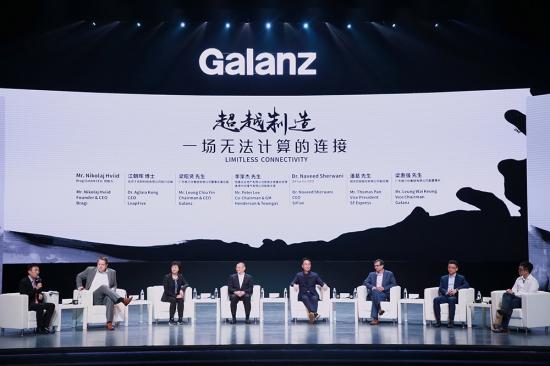 Galanz
超越制造
一场无法计算的连接
LIMITLESS CONNECTIVITY
Mr. Nikolaj Hviid
江朝晖 博士
梁昭贤 先生
李家杰 先生
Dr. Naveed Sherwani
潘磊 先生
梁惠强 先生
Mr. Nikolaj Hviid
Founder & CEO
Bragi
Dr. Aglaia Kong
CEO
LeapFive
Mr. Leung Chiu Yin
Chairman & CEO
Galanz
Mr. Peter Lee
Co-Chairman & GM
Henderson & Towngas
Dr. Naveed Sherwani
CEO
SiFive
Mr. Thomas Pan
Vice President
SF Express
Mr. Leung Wai Keung
Vice Chairman
Galanz